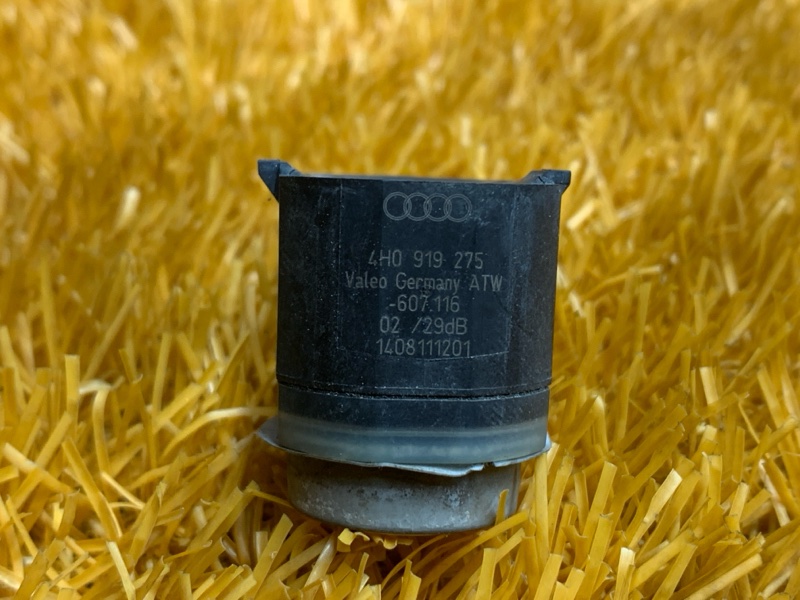 4H0 919 275
Valeo Germany ATW
-607.116
02 /29dB
1408111201